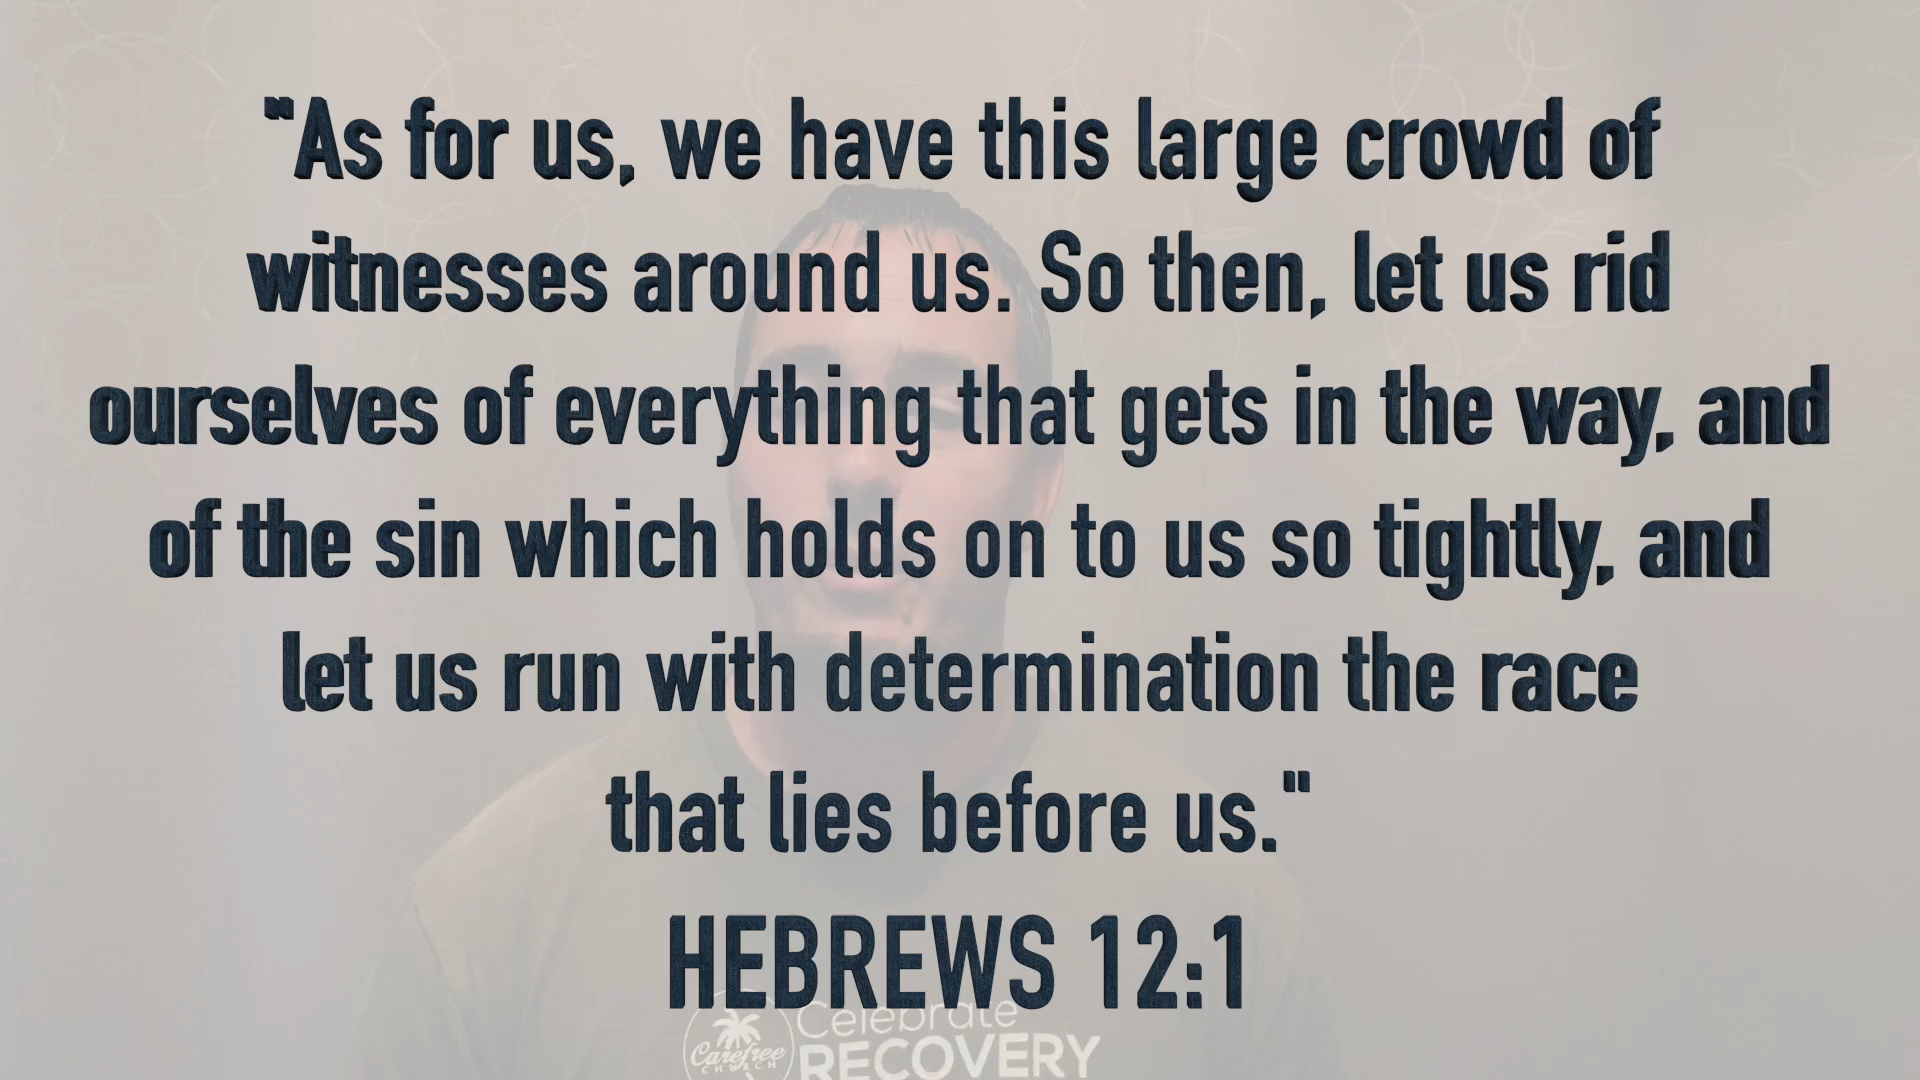 "As for us, we have this large crowd of
witnesses around us. So then, let us rid
ourselves of everything that gets in the way, and
of the sin which holds on to us so tightly, and
let us run with determination the race
that lies before us."
HEBREWS 12:1
Celebrate
RECOVERY
Carefree
CHURCH